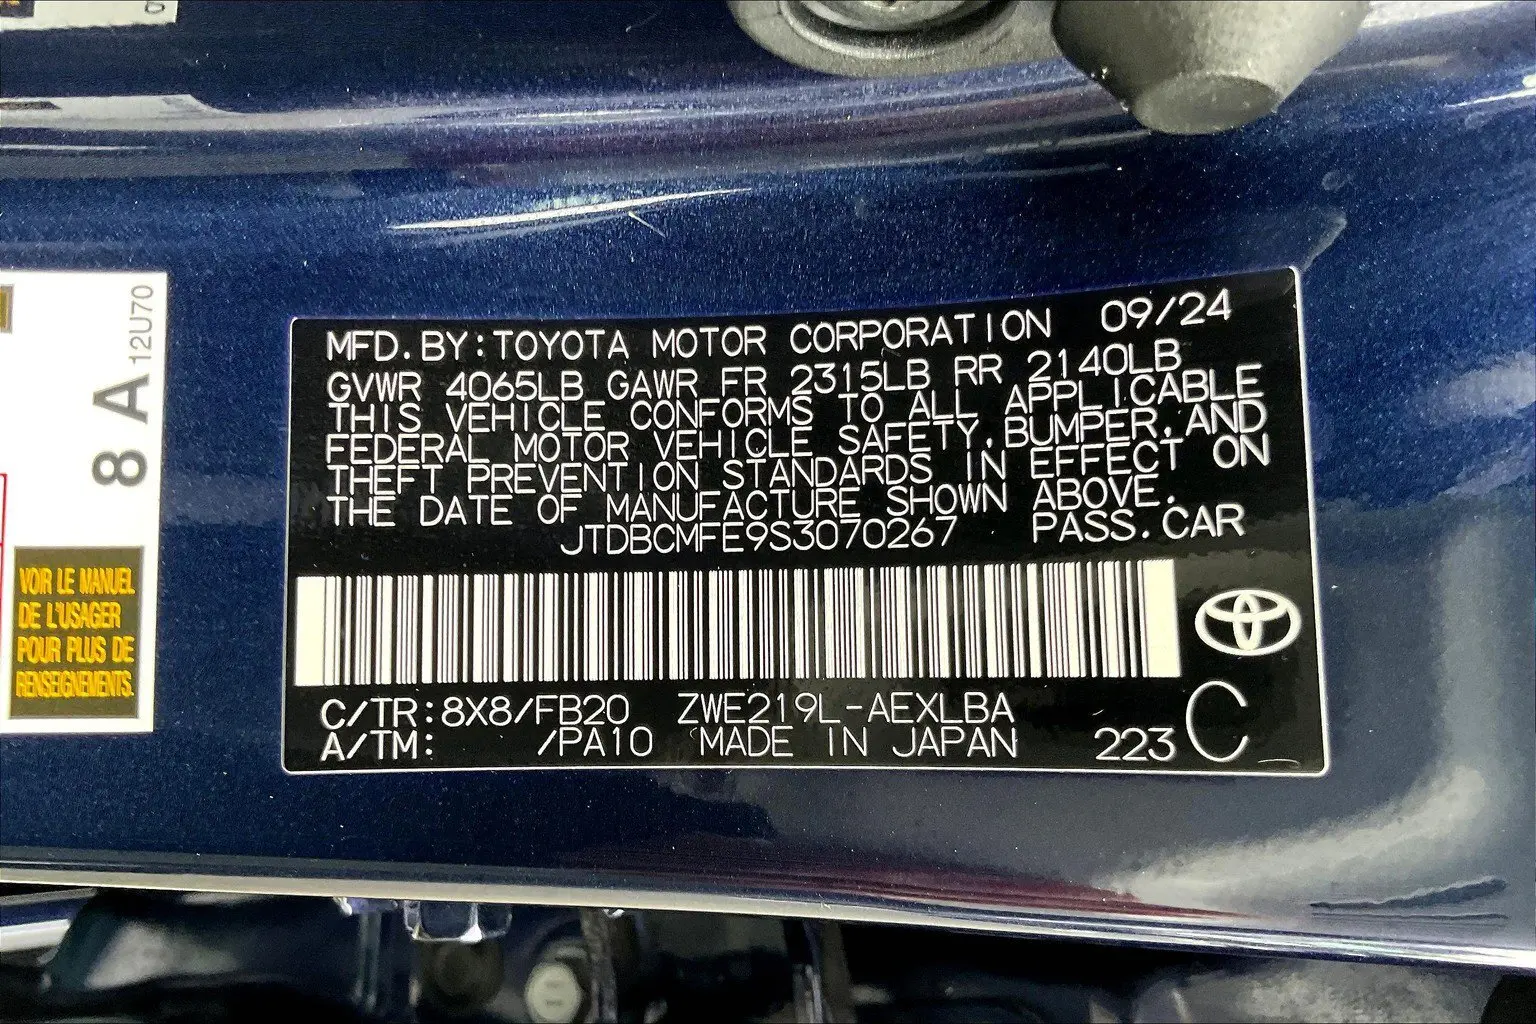 MFD.BY:TOYOTA MOTOR CORPORATION 09/24
GVWR 4065LB GAWR FR 2315LB RR 2140LB
THIS VEHICLE CONFORMS TO ALL APPLICABLE
FEDERAL MOTOR VEHICLE SAFETY,BUMPER,AND
THEFT PREVENTION STANDARDS IN EFFECT ON
THE DATE OF MANUFACTURE SHOWN ABOVE.
JTDBCMFE9S3070267 PASS.CAR
C/TR:8X8/FB20 ZWE219L-AEXLBA
A/TM: /PA10 MADE IN JAPAN 223 C
8 A 12U70
VOIR LE MANUEL
DE L'USAGER
POUR PLUS DE
RENSEIGNEMENTS.